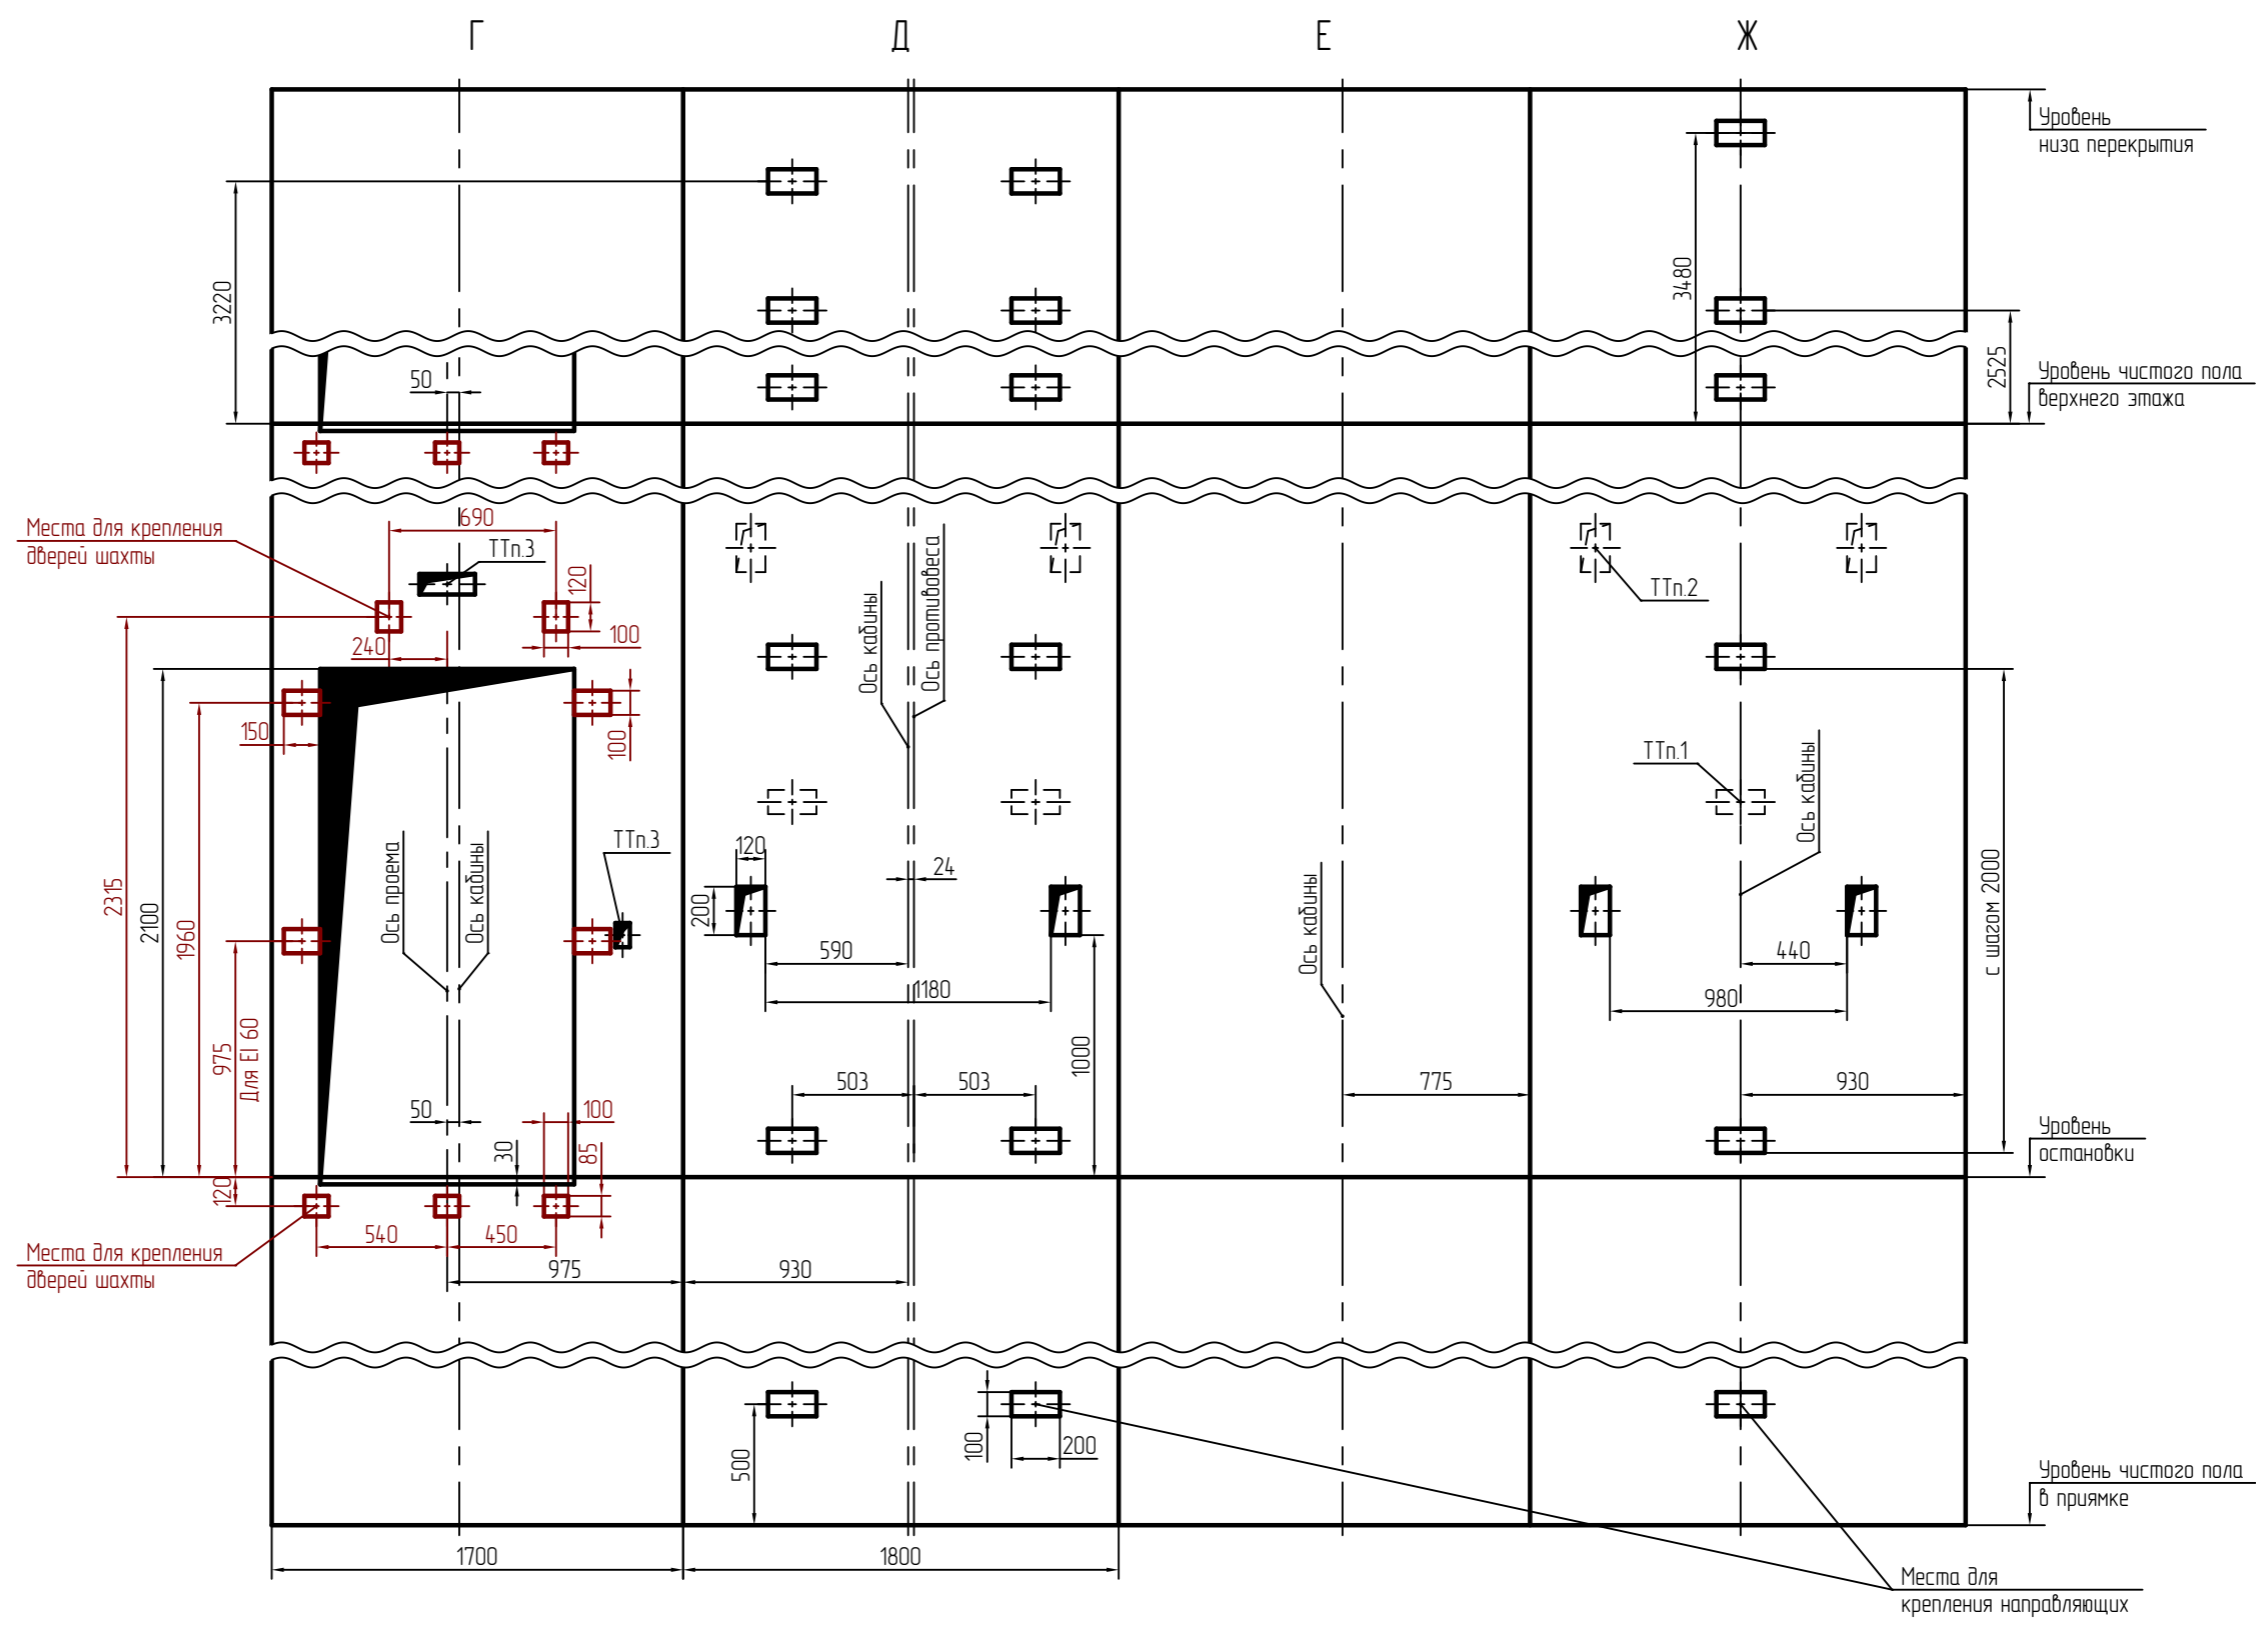 Г
Д
Е
Ж
Уровень
низа перекрытия
3220
3480
2525
50
Уровень чистого пола
верхнего этажа
Места для крепления
дверей шахты
690
ТТп.3
120
100
240
Ось кабины
Ось противовеса
ТТп.2
150
100
ТТп.1
Ось кабины
2315
2100
1960
975
Для EI 60
Ось проема
Ось кабины
ТТп.3
120
200
24
590
1180
1000
Ось кабины
440
980
с шагом 2000
503
503
775
930
50
30
100
85
120
Уровень
остановки
540
450
Места для крепления
дверей шахты
975
930
500
100
200
Уровень чистого пола
в приямке
1700
1800
Места для
крепления направляющих